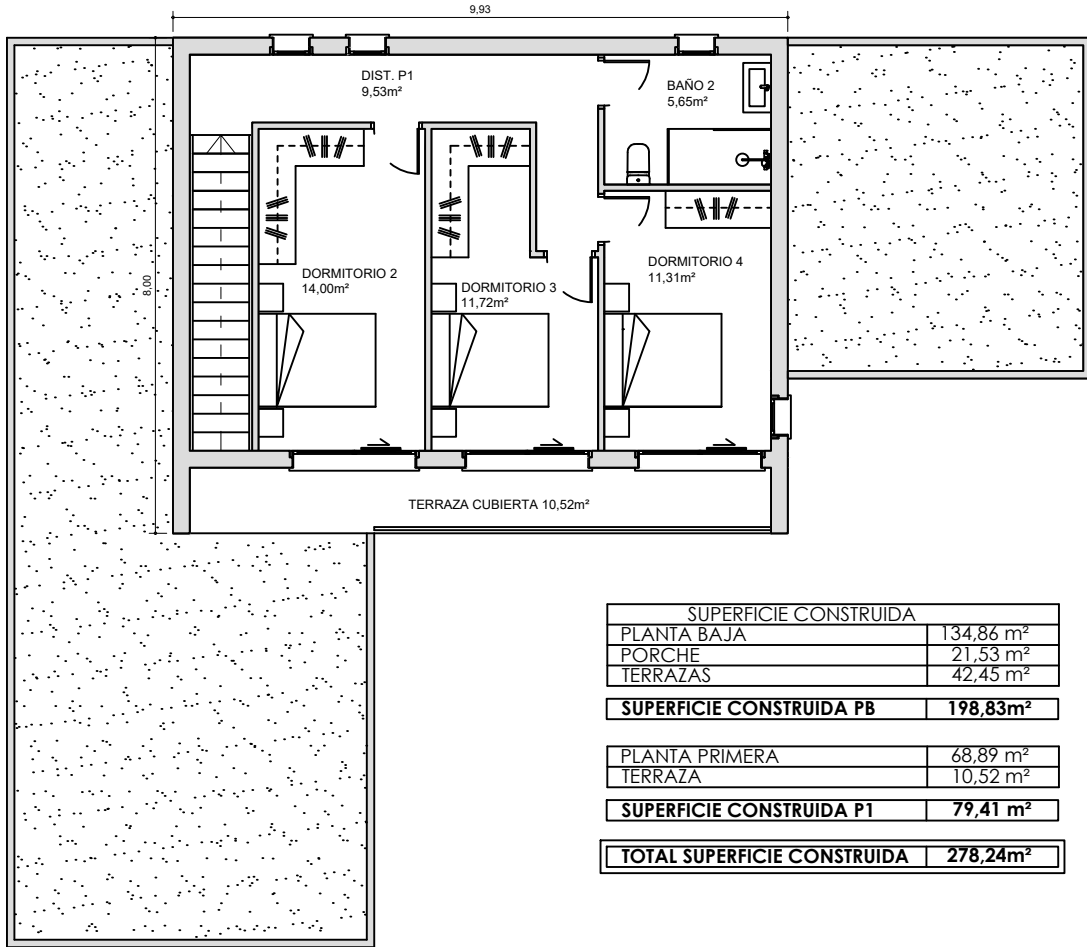 9,93
DIST. P1
9,53m²
BAÑO 2
5,65m²
8,00
DORMITORIO 2
14,00m²
DORMITORIO 3
11,72m²
DORMITORIO 4
11,31m²
TERRAZA CUBIERTA 10,52m²
SUPERFICIE CONSTRUIDA
PLANTA BAJA 134,86 m²
PORCHE 21,53 m²
TERRAZAS 42,45 m²
SUPERFICIE CONSTRUIDA PB 198,83m²
PLANTA PRIMERA 68,89 m²
TERRAZA 10,52 m²
SUPERFICIE CONSTRUIDA P1 79,41 m²
TOTAL SUPERFICIE CONSTRUIDA 278,24m²